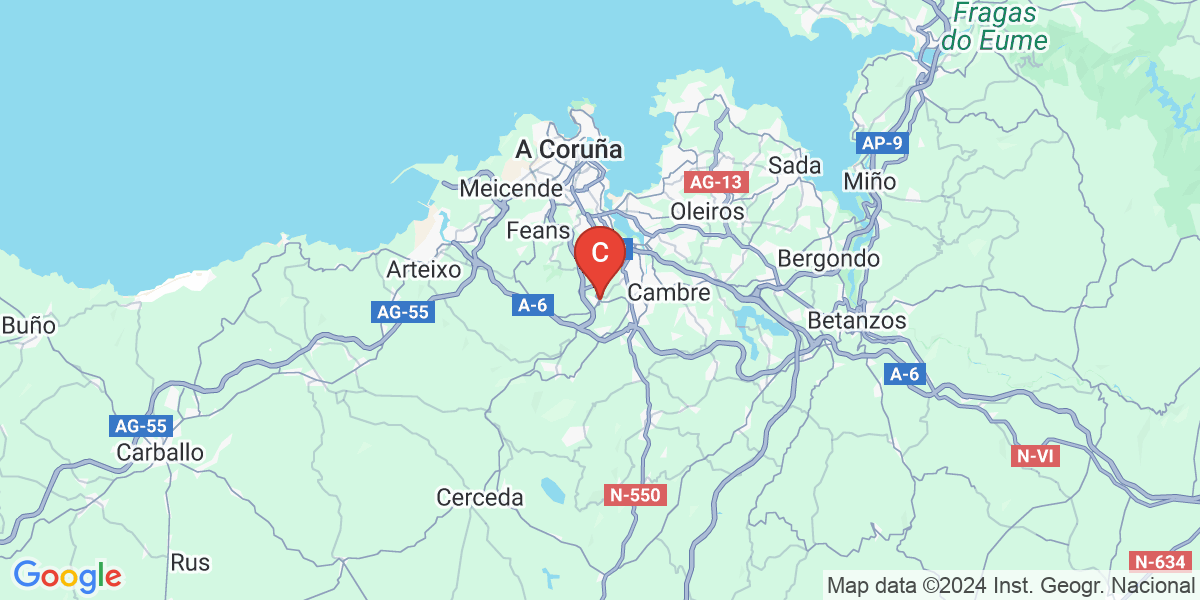 Fragas
do Eume
A Coruña
AP-9
Sada
AG-13
Miño
Meicende
Oleiros
Feans
C
Bergondo
Arteixo
Cambre
A-6
AG-55
Buño
Betanzos
A-6
AG-55
Carballo
N-VI
Cerceda
N-550
Rus
N-634
Google
Map data ©2024 Inst. Geogr. Nacional